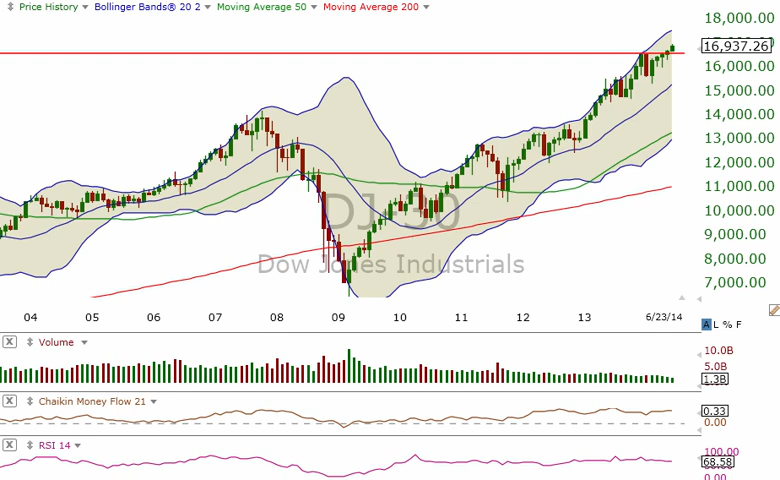 Price History Bollinger Bands® 20 2 Moving Average 50 Moving Average 200
18,000.00
16,937.26
16,000.00
15,000.00
14,000.00
13,000.00
12,000.00
11,000.00
10,000.00
9,000.00
8,000.00
7,000.00
DJ-30
Dow Jones Industrials
04 05 06 07 08 09 10 11 12 13 6/23/14
A L % F
X Volume
10.0B
5.0B
1.3B
X Chaikin Money Flow 21
0.33
0.00
X RSI 14
100.00
68.58
0.00